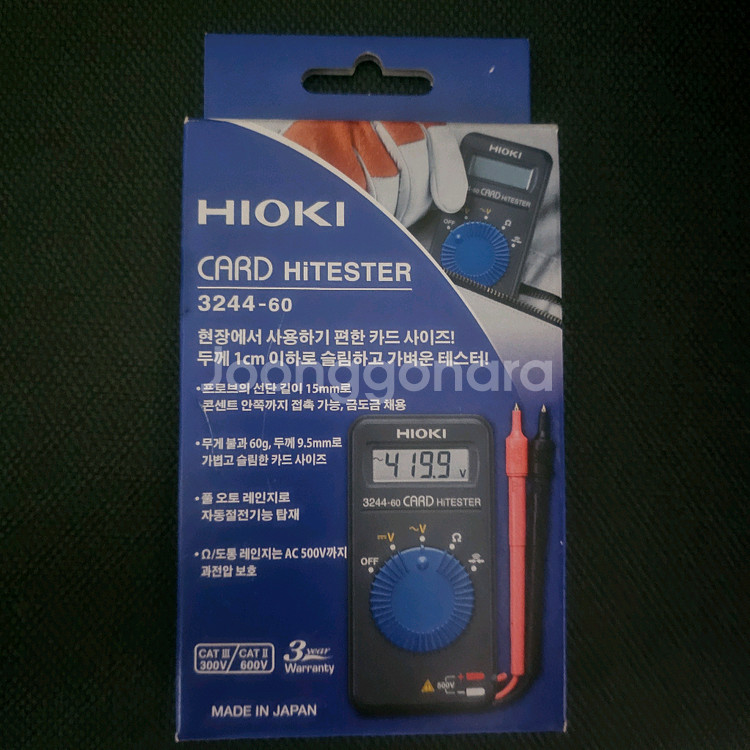 HIOKI
CARD HiTESTER
OFF
~V
Ω
HIOKI
CARD HiTESTER
3244-60
현장에서 사용하기 편한 카드 사이즈!
두께 1cm 이하로 슬림하고 가벼운 테스터!
Joonggonara
• 프로브의 선단 길이 15mm로
콘센트 안쪽까지 접촉 가능, 금도금 채용
• 무게 불과 60g, 두께 9.5mm로
가볍고 슬림한 카드 사이즈
• 풀 오토 레인지로
자동절전기능 탑재
• Ω/도통 레인지는 AC 500V까지
과전압 보호
HIOKI
~419.9 V
3244-60 CARD HiTESTER
OFF
V
~V
Ω
500V
+
−
CAT III 300V / CAT II 600V
3 year Warranty
MADE IN JAPAN